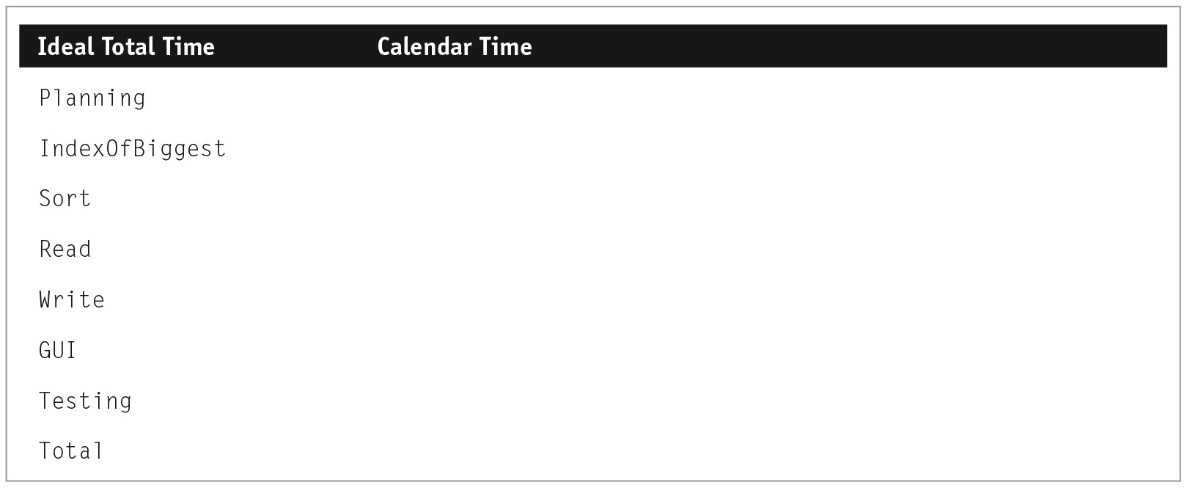 Ideal Total Time Calendar Time
Planning
IndexOfBiggest
Sort
Read
Write
GUI
Testing
Total